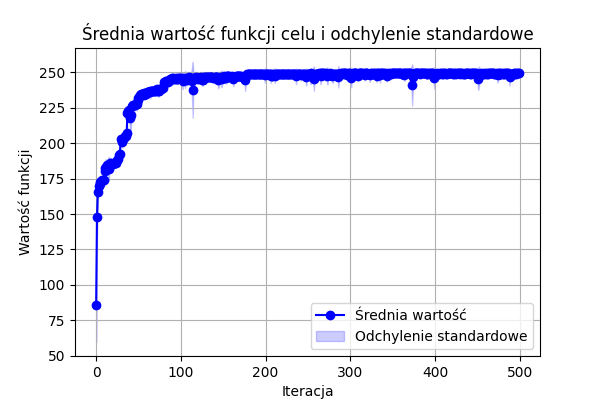 Średnia wartość funkcji celu i odchylenie standardowe
Wartość funkcji
250
225
200
175
150
125
100
75
50
0 100 200 300 400 500
Iteracja
Średnia wartość
Odchylenie standardowe